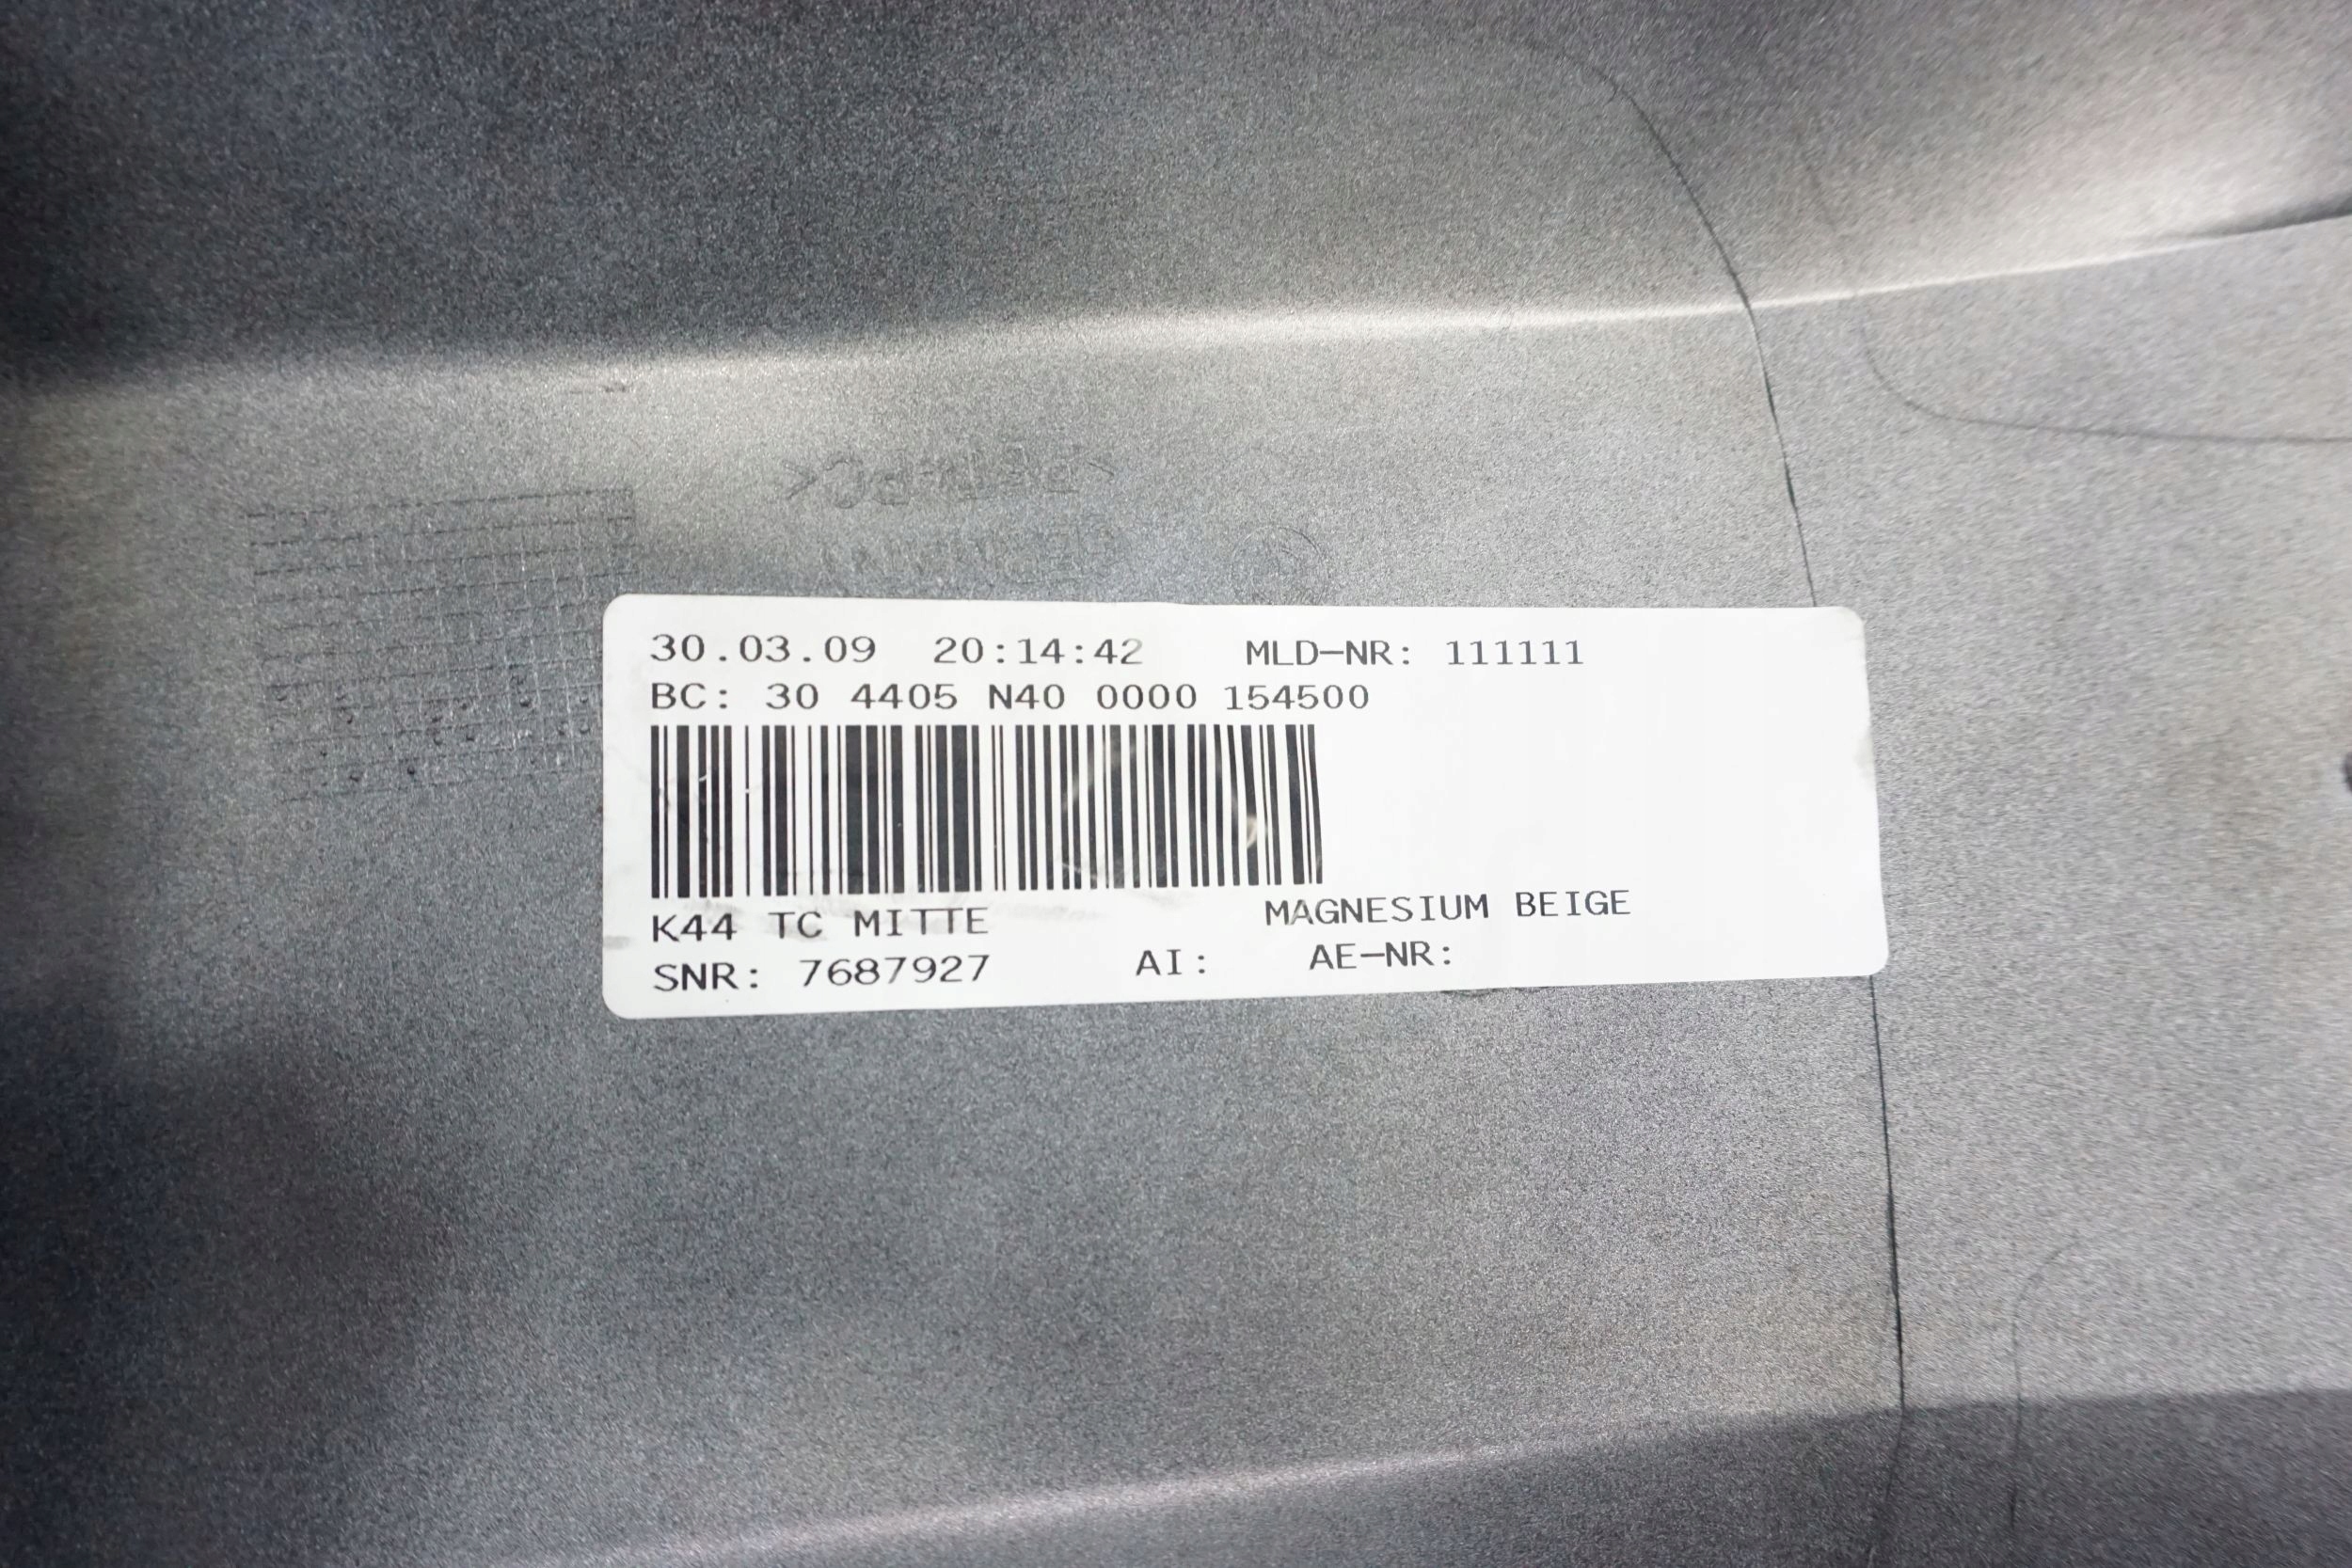 30.03.09 20:14:42 MLD-NR: 111111
BC: 30 4405 N40 0000 154500
K44 TC MITTE MAGNESIUM BEIGE
SNR: 7687927 AI: AE-NR: